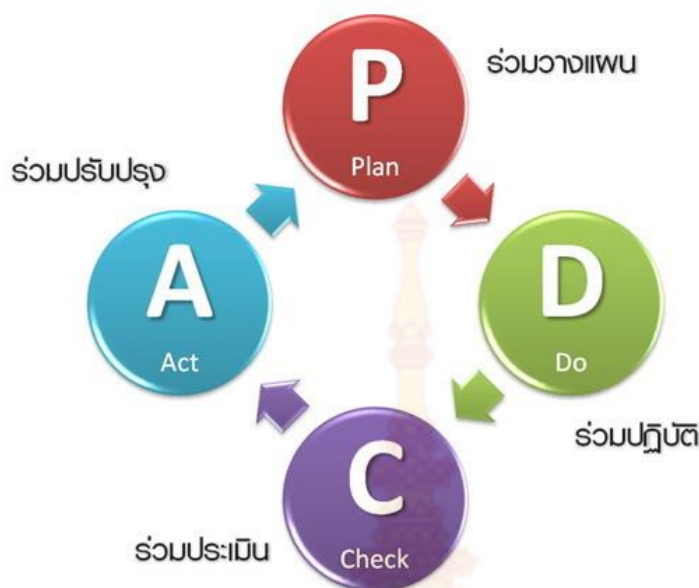 P
Plan
ร่วมวางแผน
D
Do
ร่วมปฏิบัติ
C
Check
ร่วมประเมิน
A
Act
ร่วมปรับปรุง